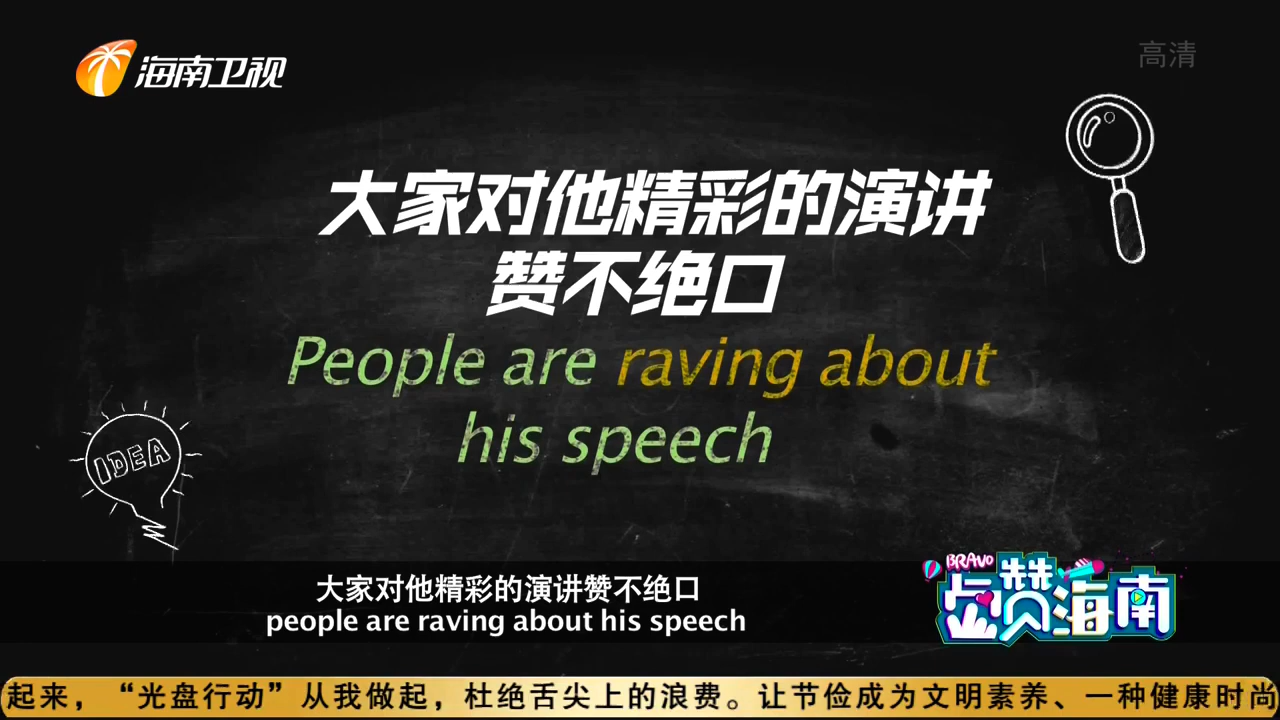 海南卫视
高清
大家对他精彩的演讲
赞不绝口
People are raving about
his speech
IDEA
BRAVO
点赞海南
大家对他精彩的演讲赞不绝口
people are raving about his speech
起来，“光盘行动”从我做起，杜绝舌尖上的浪费。让节俭成为文明素养、一种健康时尚